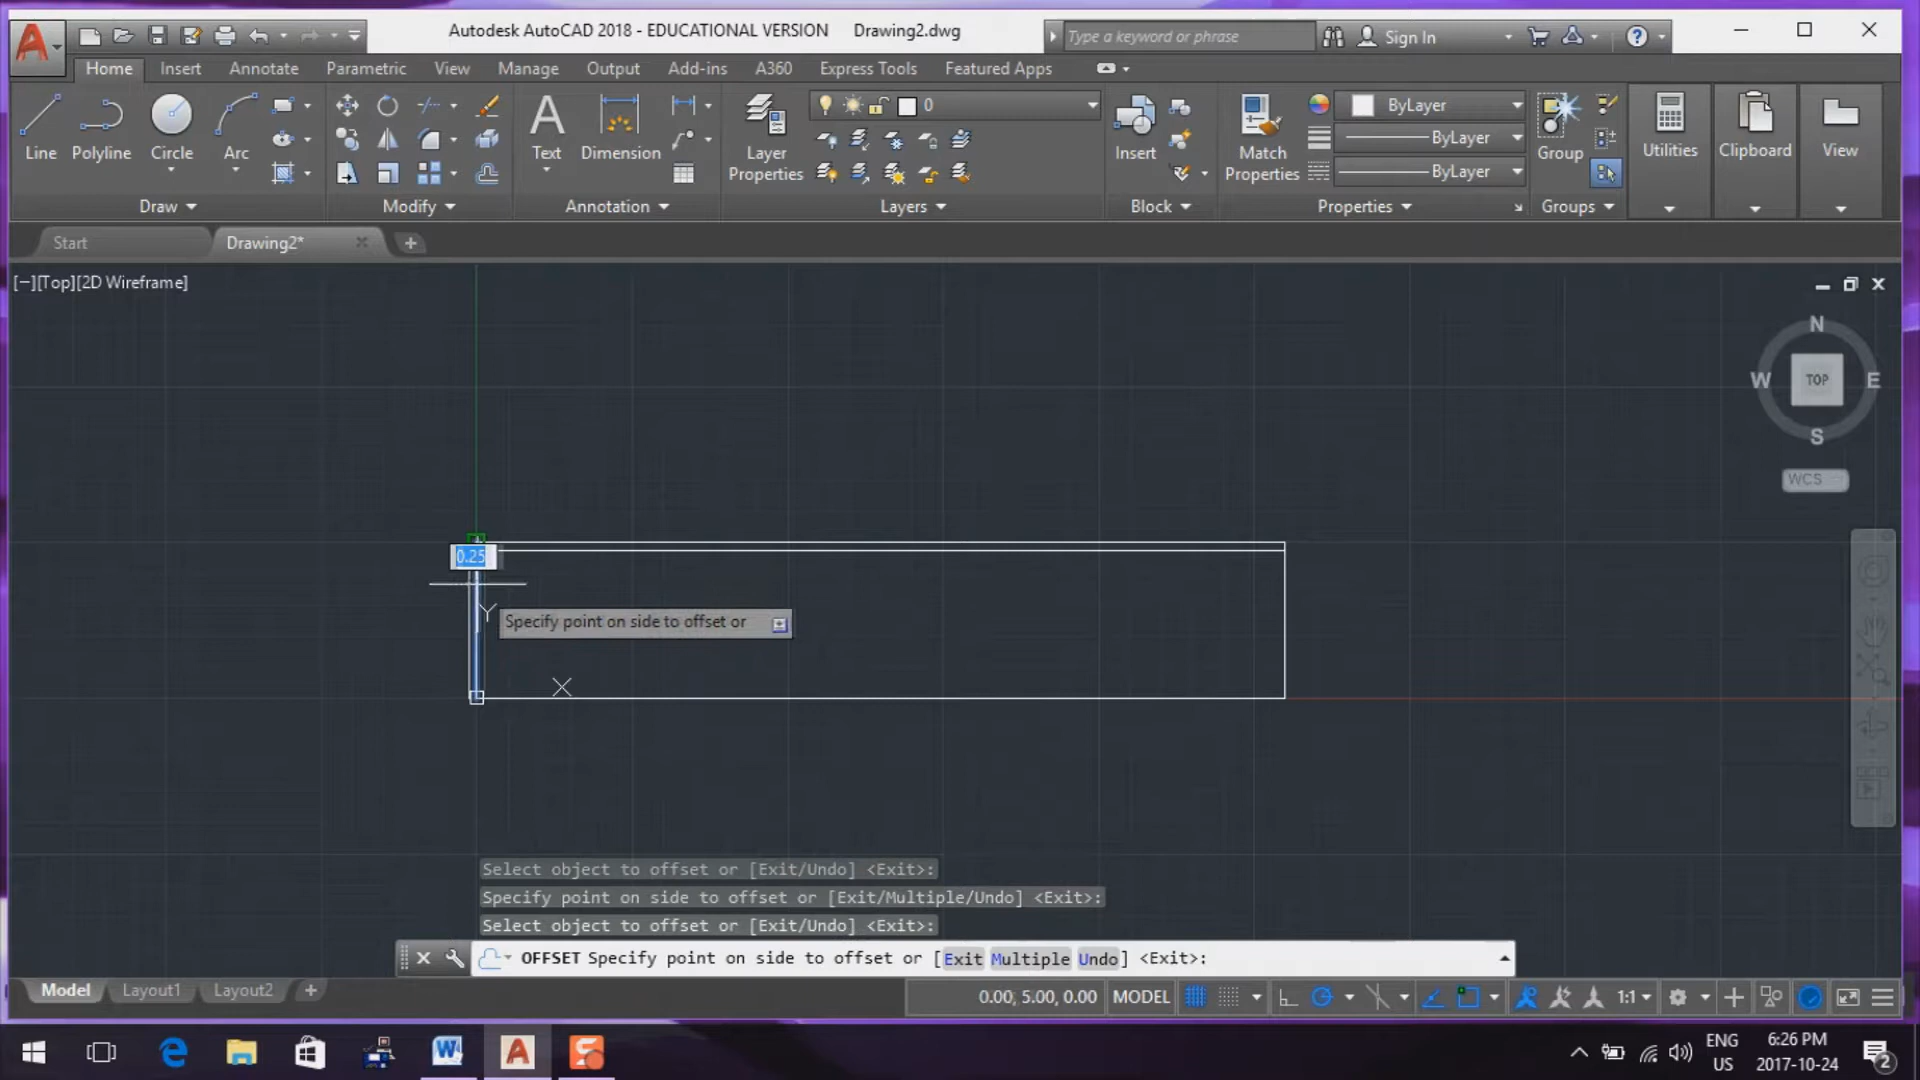 Autodesk AutoCAD 2018 - EDUCATIONAL VERSION Drawing2.dwg
Type a keyword or phrase
Sign In
Home Insert Annotate Parametric View Manage Output Add-ins A360 Express Tools Featured Apps
0
ByLayer
ByLayer
ByLayer
Line Polyline Circle Arc
Text Dimension
Layer Properties
Insert
Match Properties
Group
Utilities Clipboard View
Draw Modify Annotation Layers Block Properties Groups
Start Drawing2*
[−][Top][2D Wireframe]
N
W TOP E
S
WCS
0.25
Y
Specify point on side to offset or
X
Select object to offset or [Exit/Undo] <Exit>:
Specify point on side to offset or [Exit/Multiple/Undo] <Exit>:
Select object to offset or [Exit/Undo] <Exit>:
OFFSET Specify point on side to offset or [Exit Multiple Undo] <Exit>:
Model Layout1 Layout2 +
0.00, 5.00, 0.00 MODEL
1:1
ENG
US
6:26 PM
2017-10-24
2